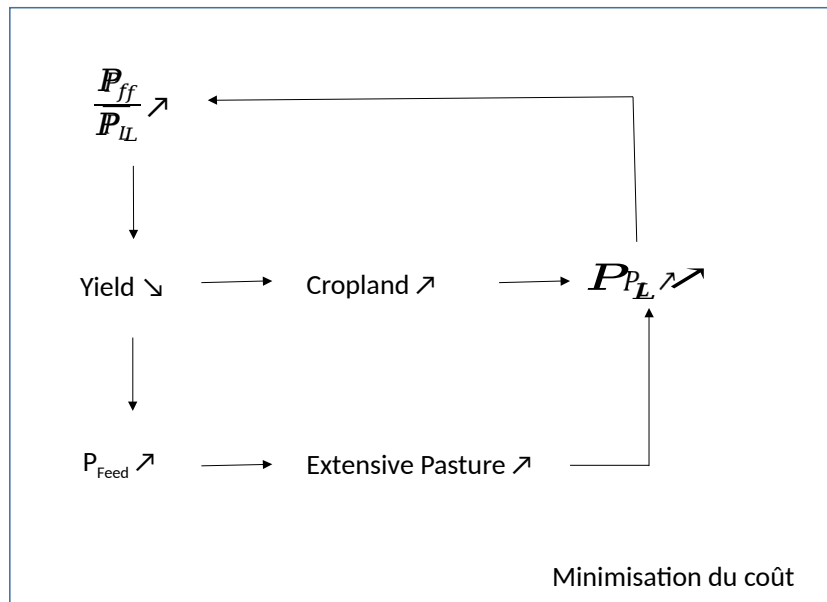 P_ff / P_L ↗
Yield ↘
Cropland ↗
P_L ↗
P_Feed ↗
Extensive Pasture ↗
Minimisation du coût